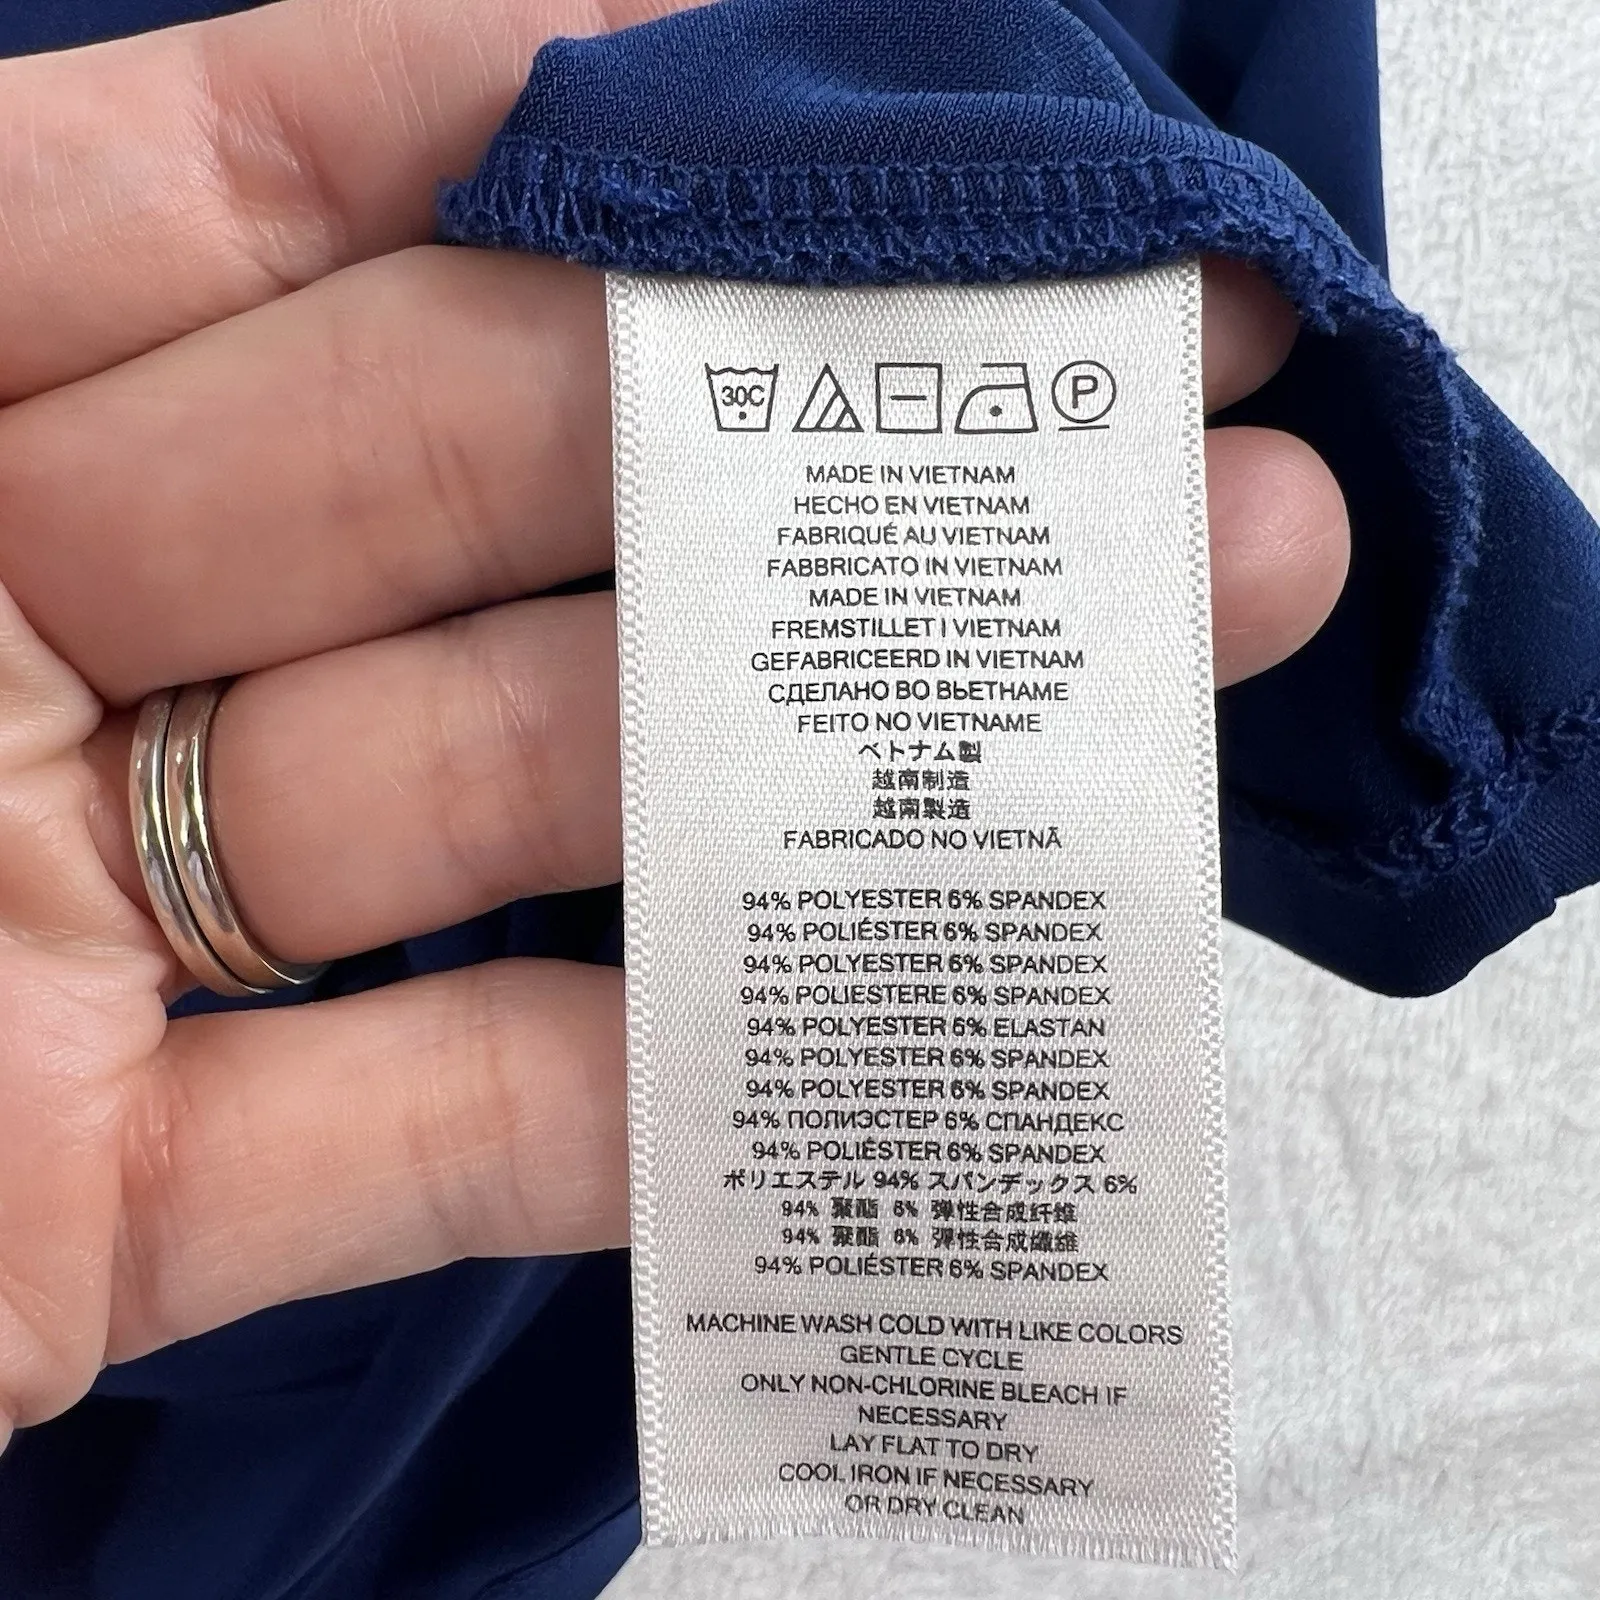 30C
P
MADE IN VIETNAM
HECHO EN VIETNAM
FABRIQUÉ AU VIETNAM
FABBRICATO IN VIETNAM
MADE IN VIETNAM
FREMSTILLET I VIETNAM
GEFABRICEERD IN VIETNAM
СДЕЛАНО ВО ВЬЕТНАМЕ
FEITO NO VIETNAME
ベトナム製
越南制造
越南製造
FABRICADO NO VIETNÃ
94% POLYESTER 6% SPANDEX
94% POLIÉSTER 6% SPANDEX
94% POLYESTER 6% SPANDEX
94% POLIESTERE 6% SPANDEX
94% POLYESTER 6% ELASTAN
94% POLYESTER 6% SPANDEX
94% POLYESTER 6% SPANDEX
94% ПОЛИЭСТЕР 6% СПАНДЕКС
94% POLIÉSTER 6% SPANDEX
ポリエステル 94% スパンデックス 6%
94% 聚酯 6% 弹性合成纤维
94% 聚酯 6% 彈性合成纖維
94% POLIÉSTER 6% SPANDEX
MACHINE WASH COLD WITH LIKE COLORS
GENTLE CYCLE
ONLY NON-CHLORINE BLEACH IF
NECESSARY
LAY FLAT TO DRY
COOL IRON IF NECESSARY
OR DRY CLEAN